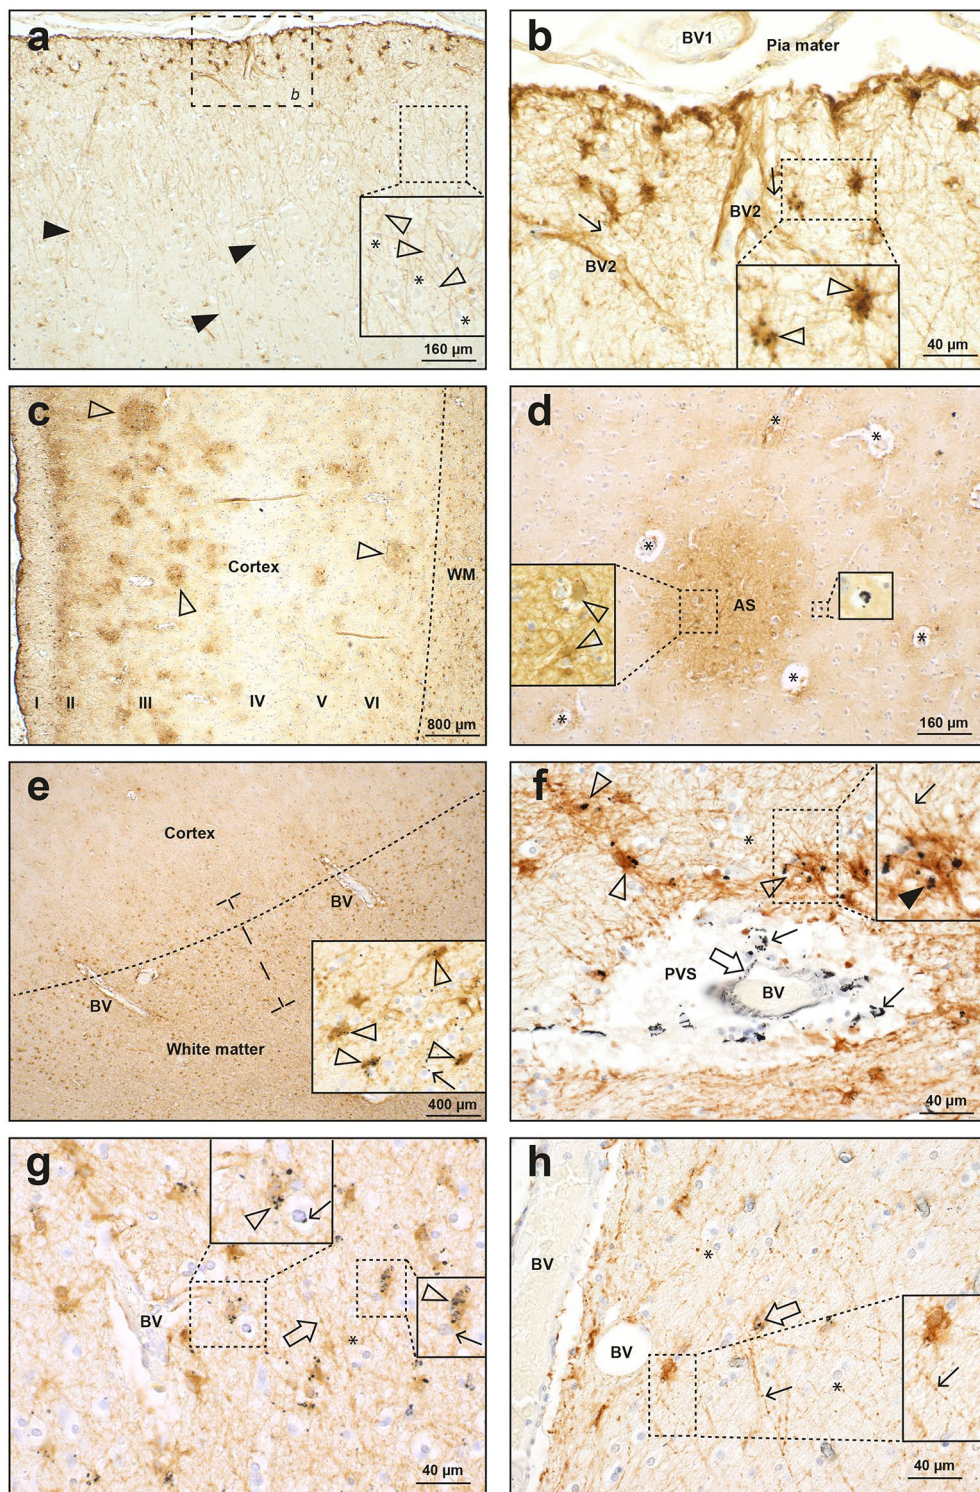 a
b
*
*
*
160 µm
b
BV1
Pia mater
BV2
BV2
40 µm
c
Cortex
WM
I II III IV V VI
800 µm
d
*
*
*
AS
*
*
*
160 µm
e
Cortex
BV
BV
White matter
400 µm
f
*
PVS
BV
40 µm
g
BV
*
40 µm
h
BV
*
BV
*
40 µm